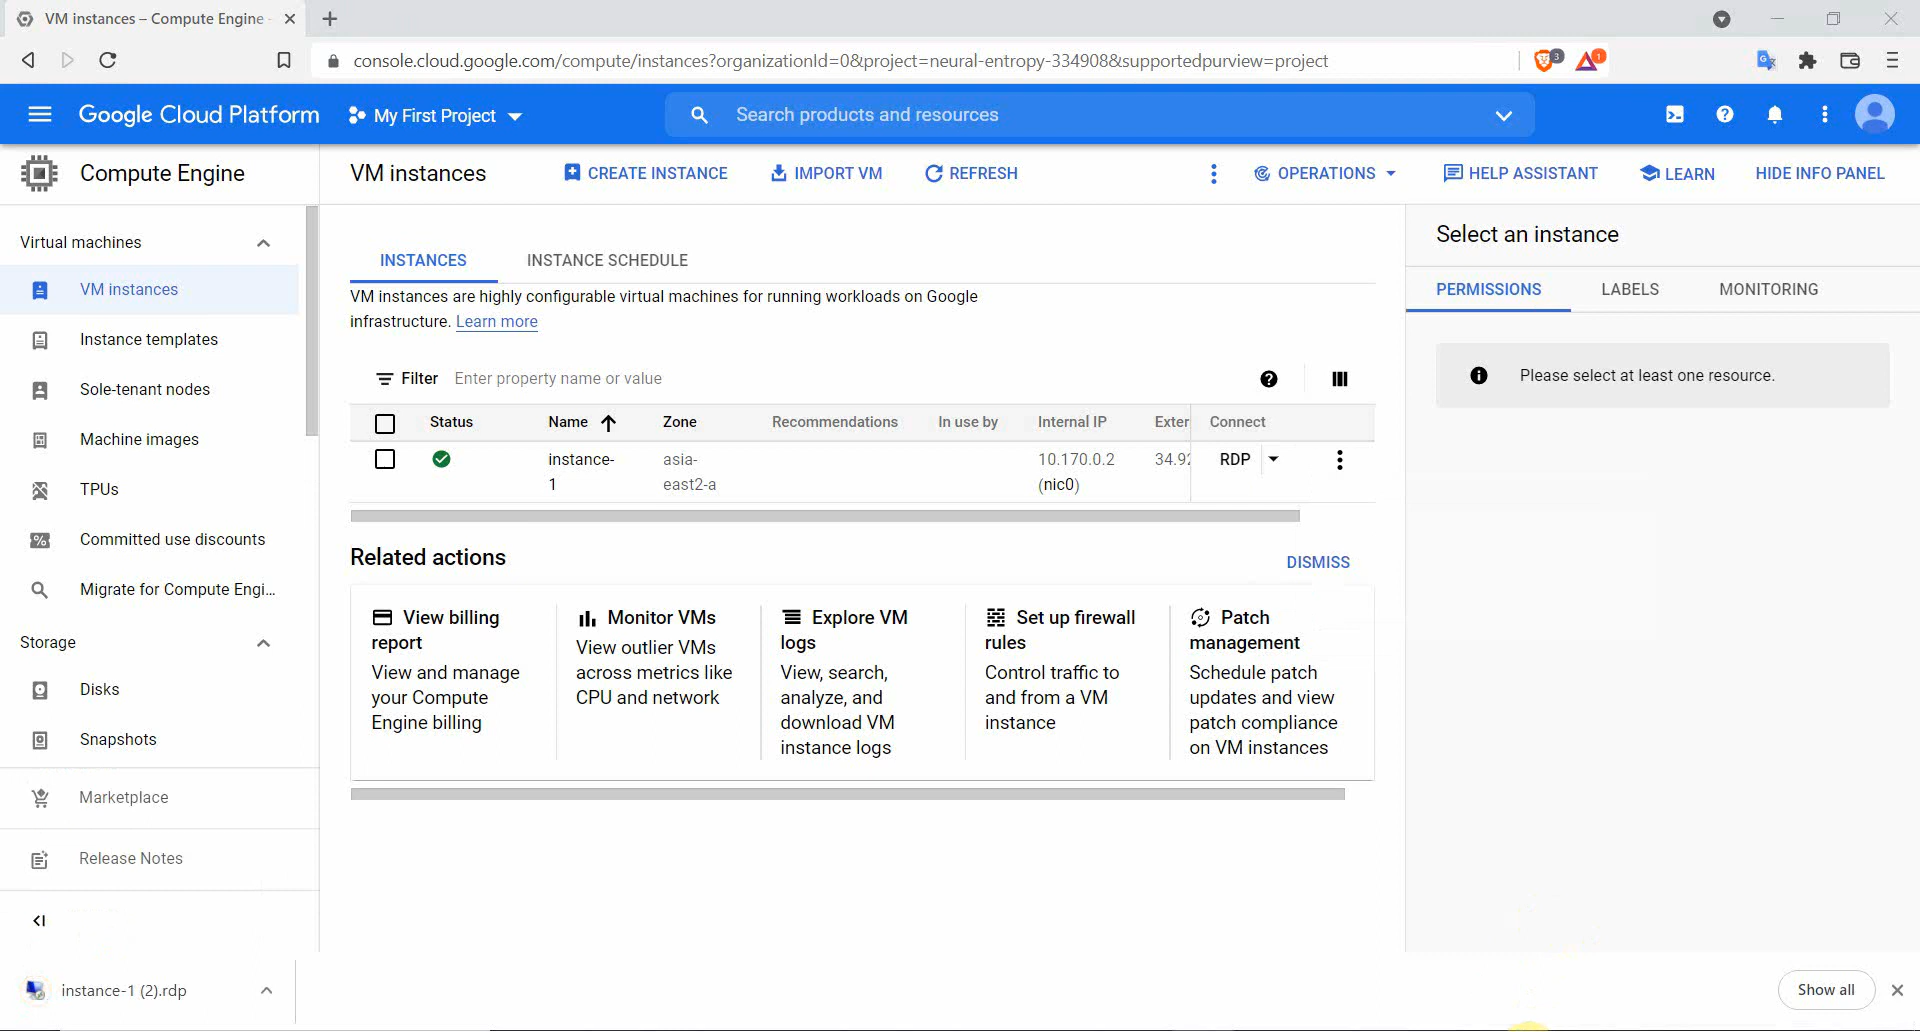 VM instances – Compute Engine -
console.cloud.google.com/compute/instances?organizationId=0&project=neural-entropy-334908&supportedpurview=project
3
1
Google Cloud Platform
My First Project
Search products and resources
Compute Engine
VM instances
CREATE INSTANCE
IMPORT VM
REFRESH
OPERATIONS
HELP ASSISTANT
LEARN
HIDE INFO PANEL
Virtual machines
VM instances
Instance templates
Sole-tenant nodes
Machine images
TPUs
Committed use discounts
Migrate for Compute Engi...
Storage
Disks
Snapshots
Marketplace
Release Notes
INSTANCES
INSTANCE SCHEDULE
VM instances are highly configurable virtual machines for running workloads on Google
infrastructure. Learn more
Filter Enter property name or value
Status Name Zone Recommendations In use by Internal IP Exter Connect
instance- asia- 10.170.0.2 34.92 RDP
1 east2-a (nic0)
Related actions
DISMISS
View billing
report
View and manage
your Compute
Engine billing
Monitor VMs
View outlier VMs
across metrics like
CPU and network
Explore VM
logs
View, search,
analyze, and
download VM
instance logs
Set up firewall
rules
Control traffic to
and from a VM
instance
Patch
management
Schedule patch
updates and view
patch compliance
on VM instances
Select an instance
PERMISSIONS
LABELS
MONITORING
Please select at least one resource.
instance-1 (2).rdp
Show all